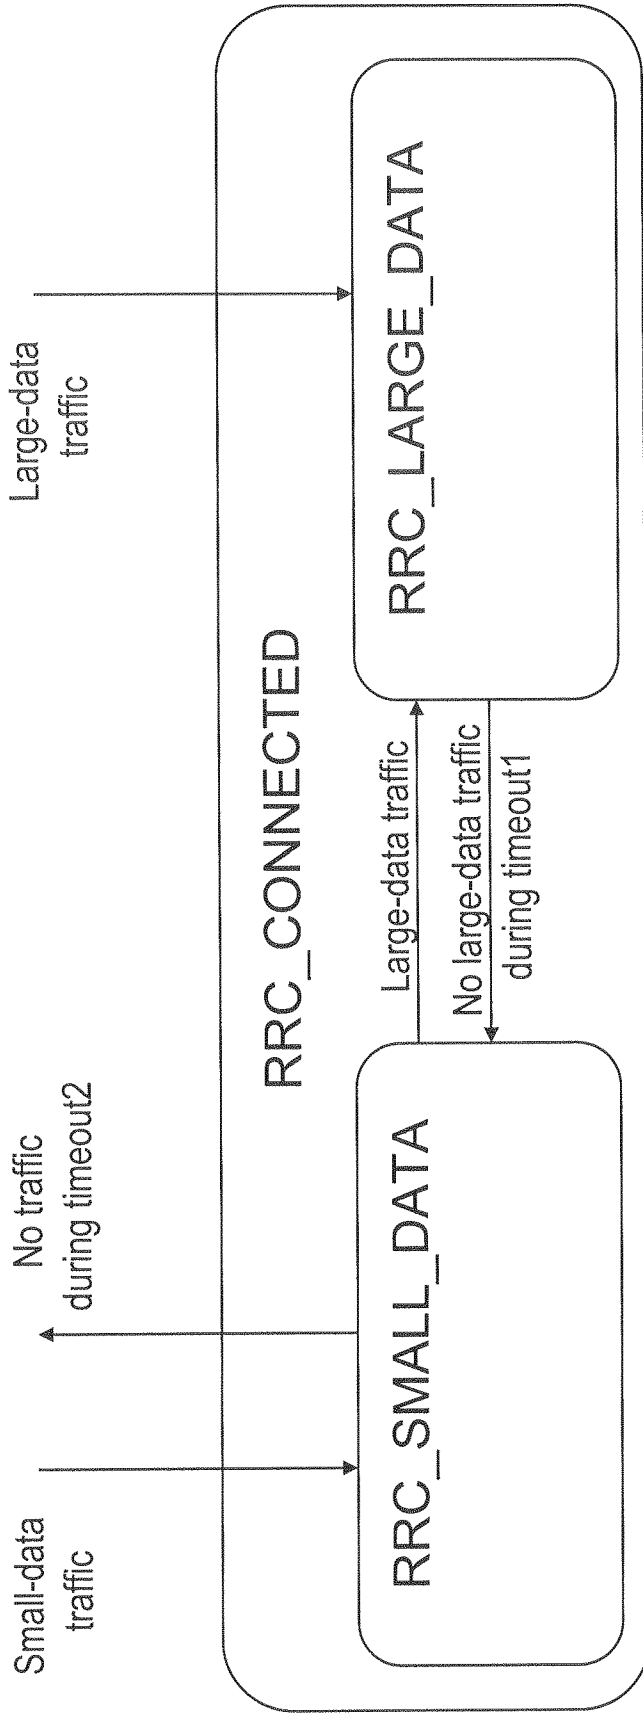 Small-data
traffic
No traffic
during timeout2
Large-data
traffic
RRC_CONNECTED
RRC_SMALL_DATA
Large-data traffic
No large-data traffic
during timeout1
RRC_LARGE_DATA